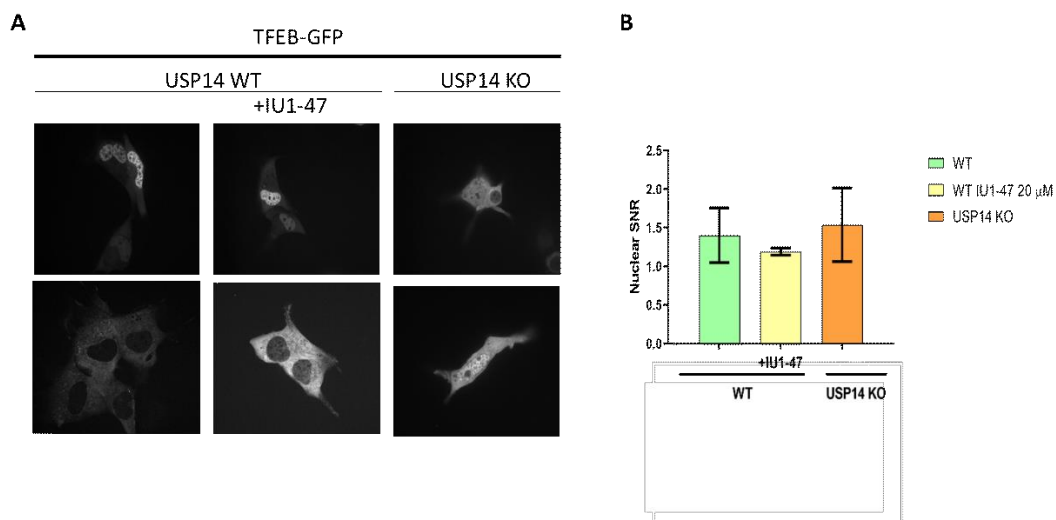 A
TFEB-GFP
USP14 WT
USP14 KO
+IU1-47
B
2.5
2.0
1.5
1.0
0.5
0.0
Nuclear SNR
WT
WT IU1-47 20 μM
USP14 KO
+IU1-47
WT
USP14 KO